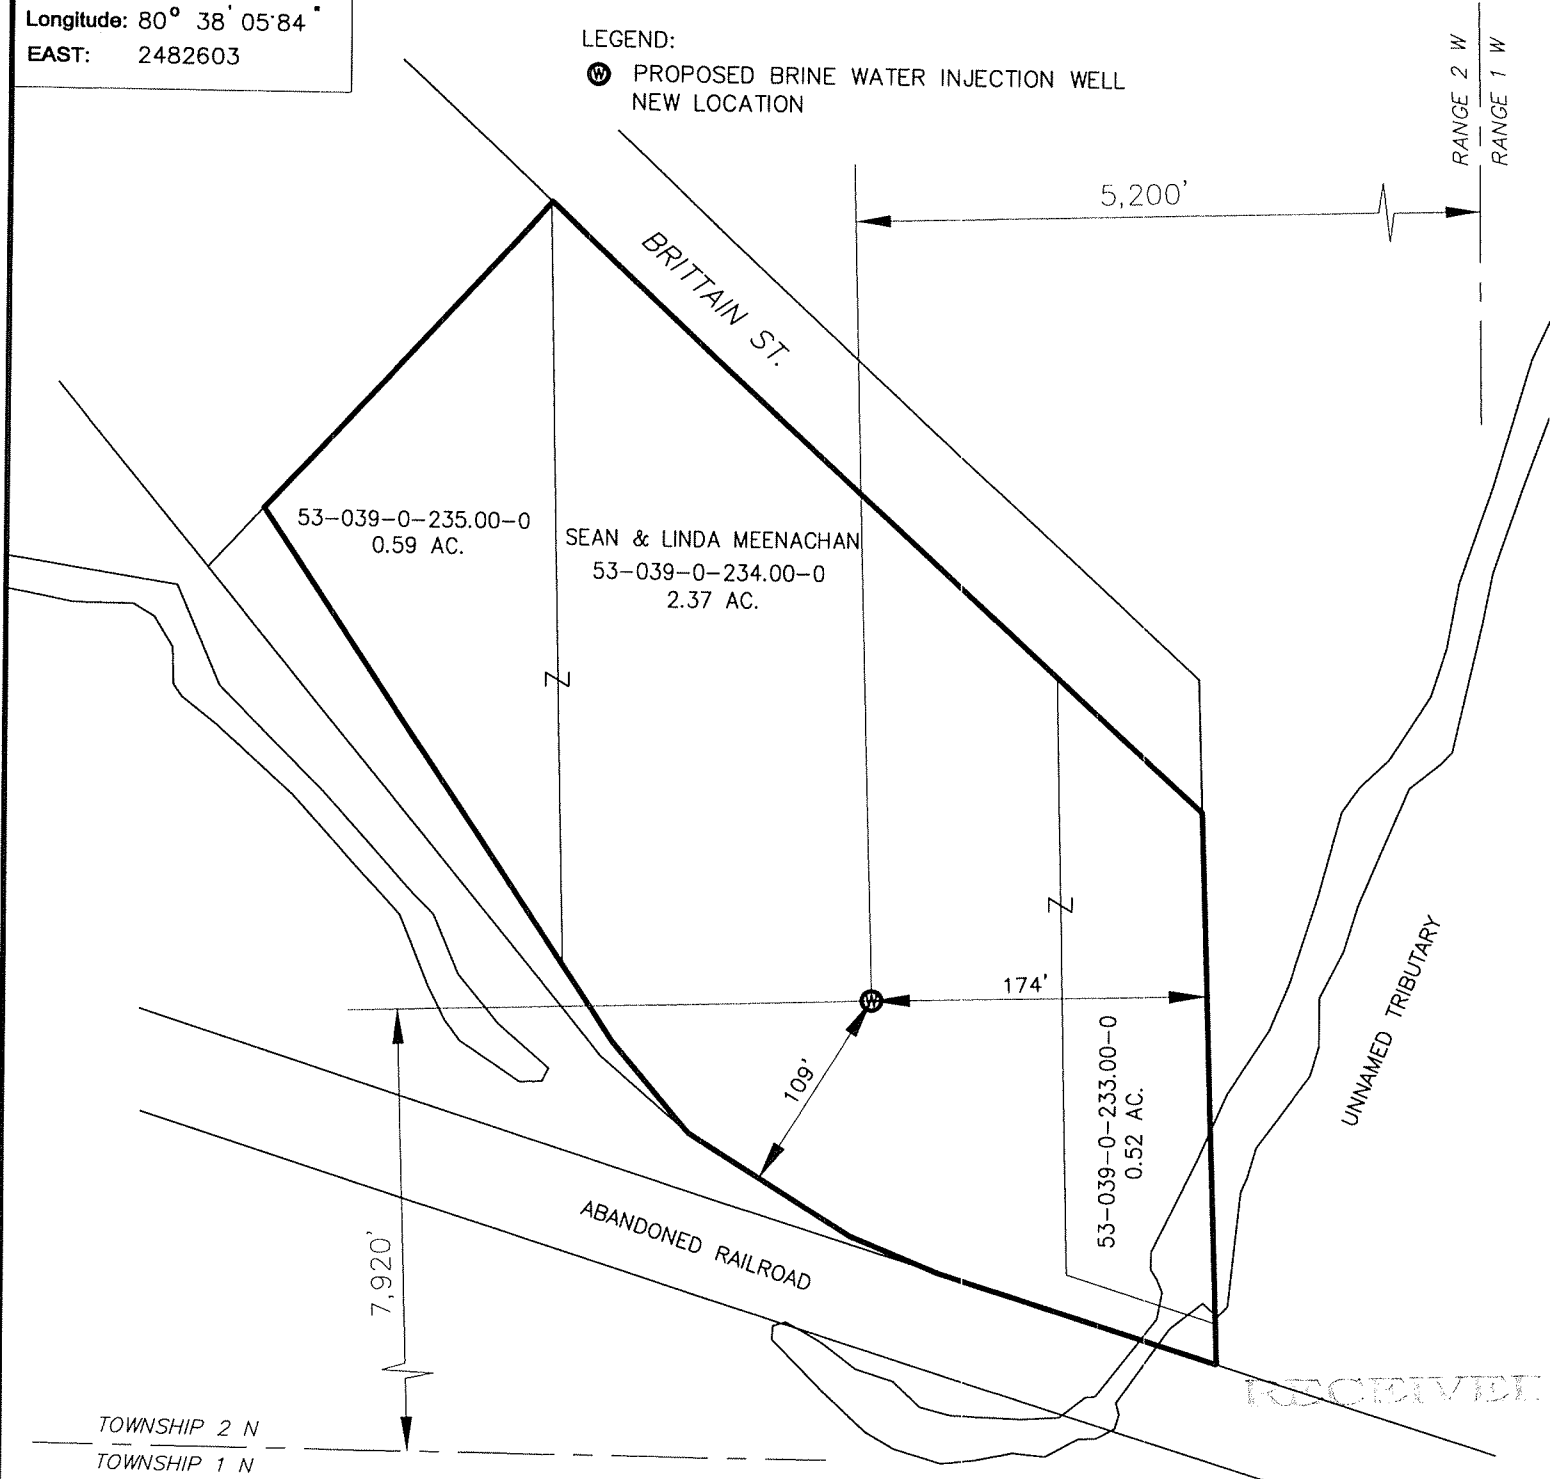 Longitude: 80° 38' 05.84"
EAST: 2482603
LEGEND:
W PROPOSED BRINE WATER INJECTION WELL
NEW LOCATION
RANGE 2 W
RANGE 1 W
5,200'
BRITTAIN ST.
53-039-0-235.00-0
0.59 AC.
SEAN & LINDA MEENACHAN
53-039-0-234.00-0
2.37 AC.
Z
Z
W
174'
109'
53-039-0-233.00-0
0.52 AC.
UNNAMED TRIBUTARY
ABANDONED RAILROAD
7,920'
RECEIVE
TOWNSHIP 2 N
TOWNSHIP 1 N